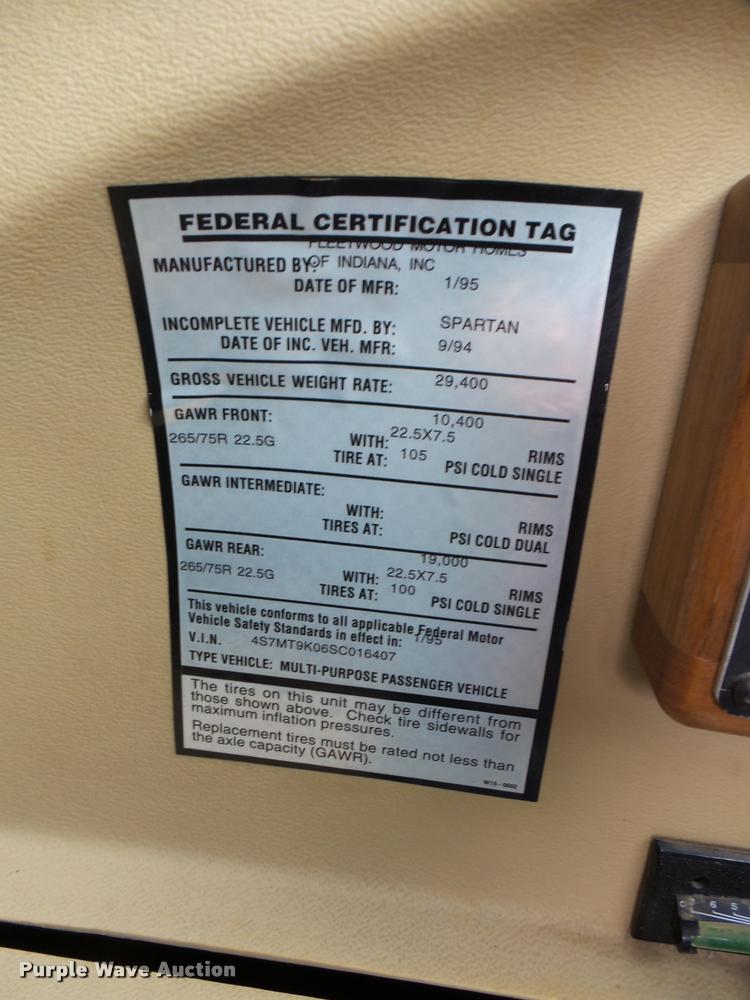 FEDERAL CERTIFICATION TAG
FLEETWOOD MOTOR HOMES
MANUFACTURED BY: OF INDIANA, INC
DATE OF MFR: 1/95
INCOMPLETE VEHICLE MFD. BY: SPARTAN
DATE OF INC. VEH. MFR: 9/94
GROSS VEHICLE WEIGHT RATE: 29,400
GAWR FRONT: 10,400
265/75R 22.5G WITH: 22.5X7.5 RIMS
TIRE AT: 105 PSI COLD SINGLE
GAWR INTERMEDIATE:
WITH: RIMS
TIRES AT: PSI COLD DUAL
GAWR REAR: 19,000
265/75R 22.5G WITH: 22.5X7.5 RIMS
TIRES AT: 100 PSI COLD SINGLE
This vehicle conforms to all applicable Federal Motor
Vehicle Safety Standards in effect in: 1/95
V.I.N. 4S7MT9K06SC016407
TYPE VEHICLE: MULTI-PURPOSE PASSENGER VEHICLE
The tires on this unit may be different from
those shown above. Check tire sidewalls for
maximum inflation pressures.
Replacement tires must be rated not less than
the axle capacity (GAWR).
W15 - 0002
6 5
Purple Wave Auction